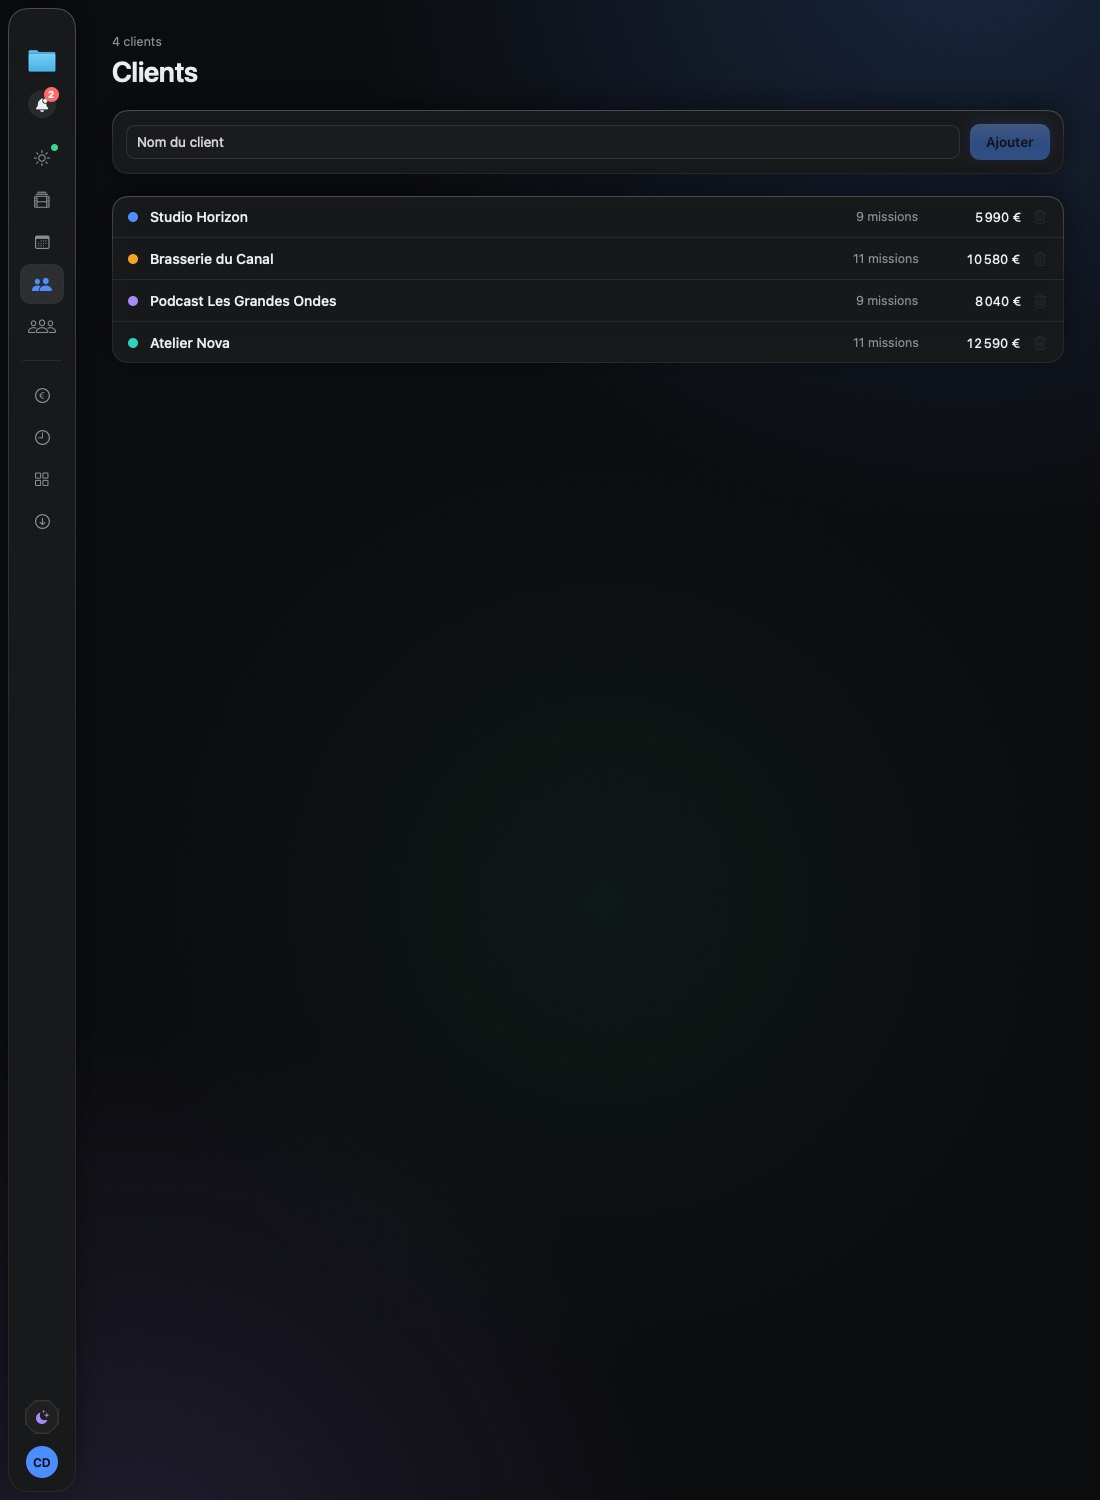 2
4 clients
Clients
Nom du client
Ajouter
Studio Horizon 9 missions 5 990 €
Brasserie du Canal 11 missions 10 580 €
Podcast Les Grandes Ondes 9 missions 8 040 €
Atelier Nova 11 missions 12 590 €
€
CD